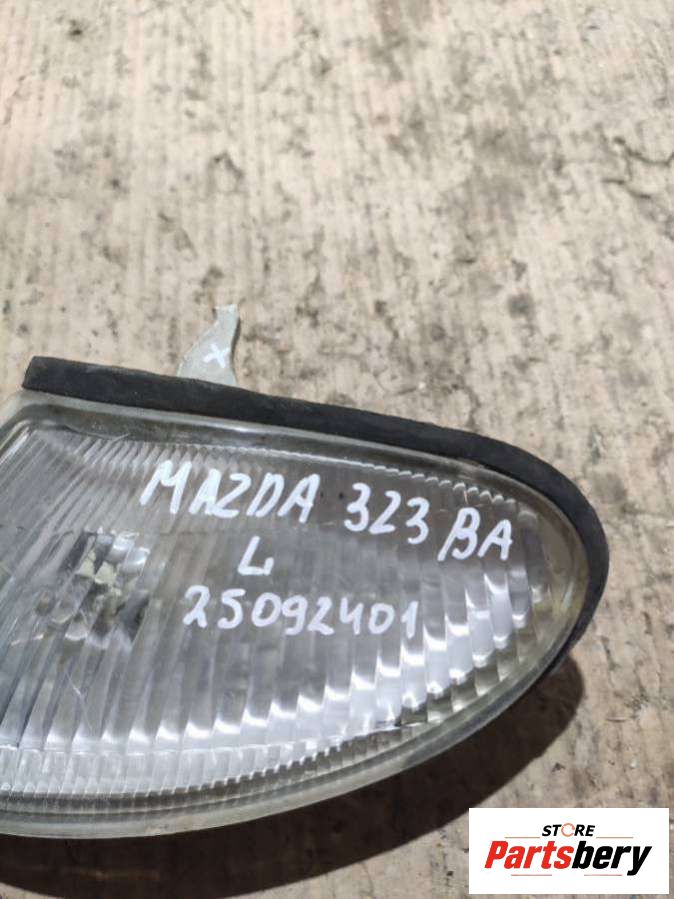 x
MAZDA 323 BA
L
25092401
STORE
Partsbery